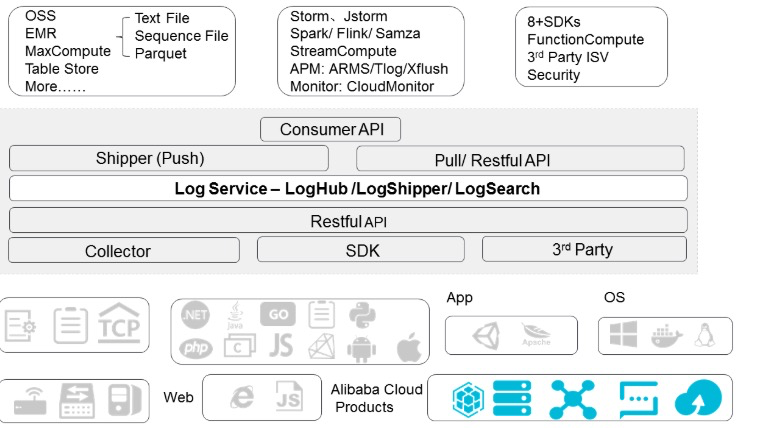 OSS
EMR
MaxCompute
Table Store
More……
Text File
Sequence File
Parquet
Storm、Jstorm
Spark/ Flink/ Samza
StreamCompute
APM: ARMS/Tlog/Xflush
Monitor: CloudMonitor
8+SDKs
FunctionCompute
3rd Party ISV
Security
Consumer API
Shipper (Push)
Pull/ Restful API
Log Service – LogHub /LogShipper/ LogSearch
Restful API
Collector
SDK
3rd Party
App
OS
TCP
.NET
java
GO
php
C
JS
Apache
Web
JS
Alibaba Cloud
Products